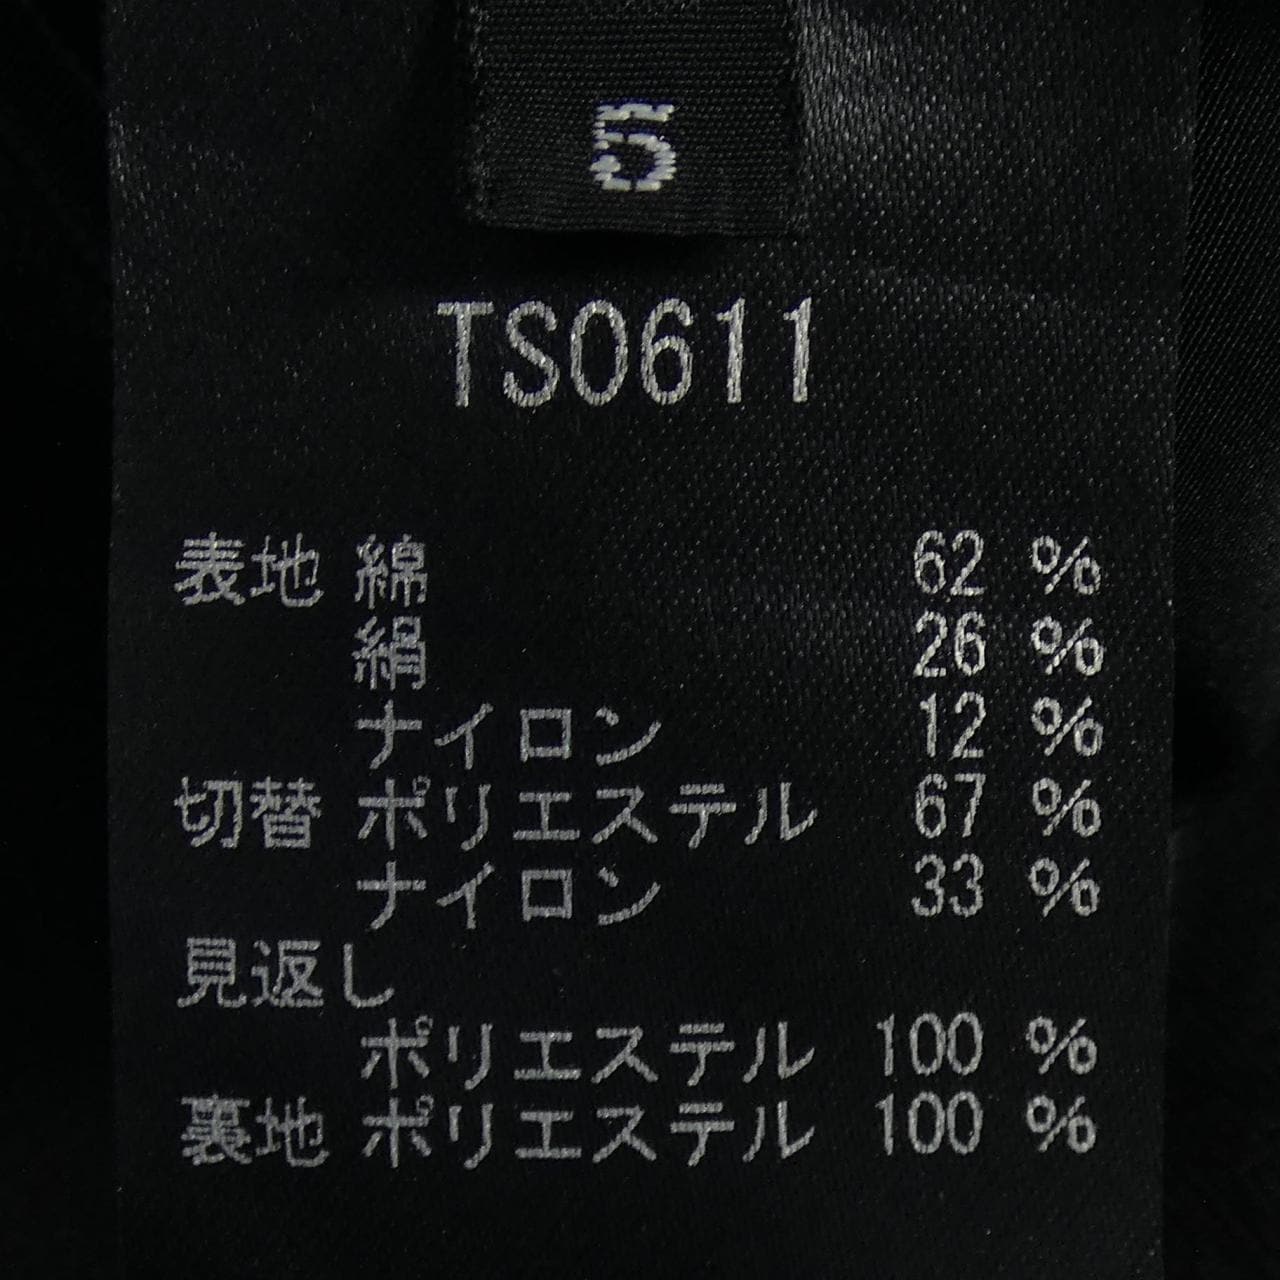 5
TS0611
表地 綿 62 %
絹 26 %
ナイロン 12 %
切替 ポリエステル 67 %
ナイロン 33 %
見返し
ポリエステル 100 %
裏地 ポリエステル 100 %